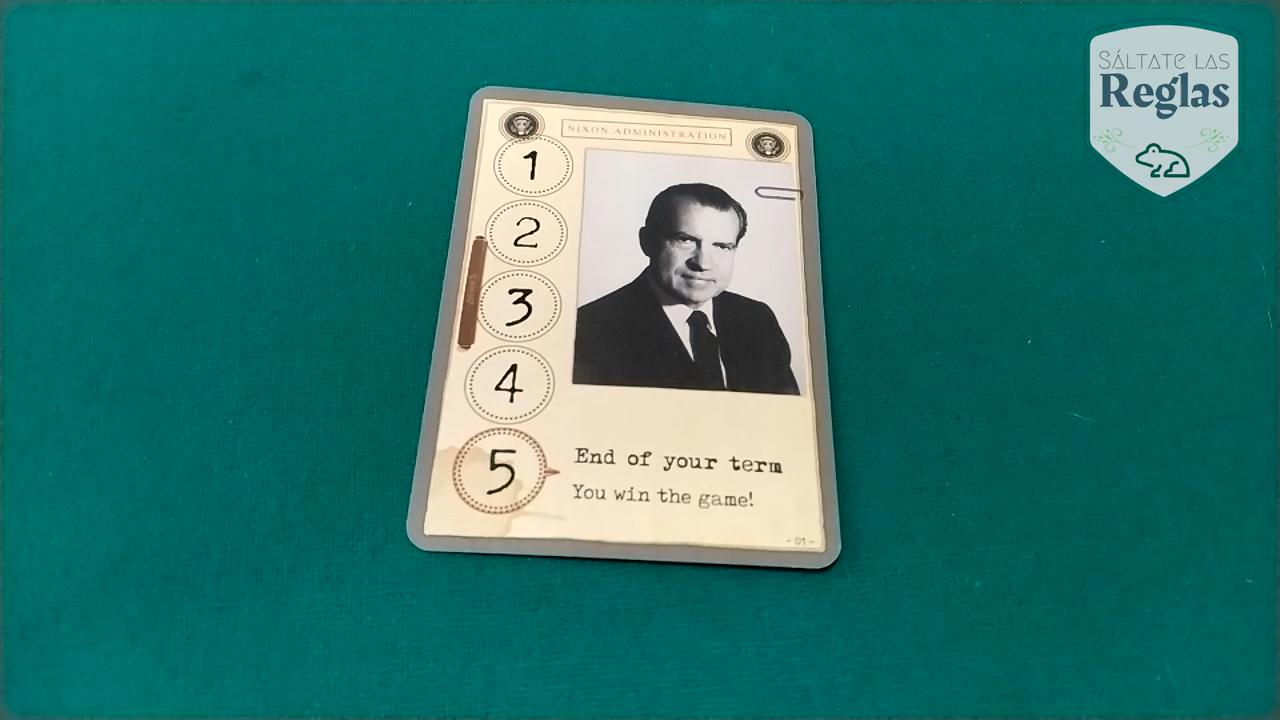 NIXON ADMINISTRATION
1
2
3
4
5
End of your term
You win the game!
- 01 -
SÁLTATE LAS
Reglas